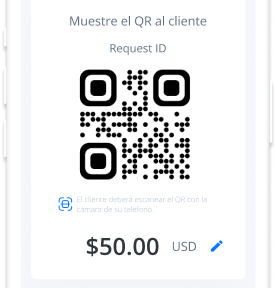 Muestre el QR al cliente
Request ID
El cliente deberá escanear el QR con la
cámara de su teléfono.
$50.00 USD